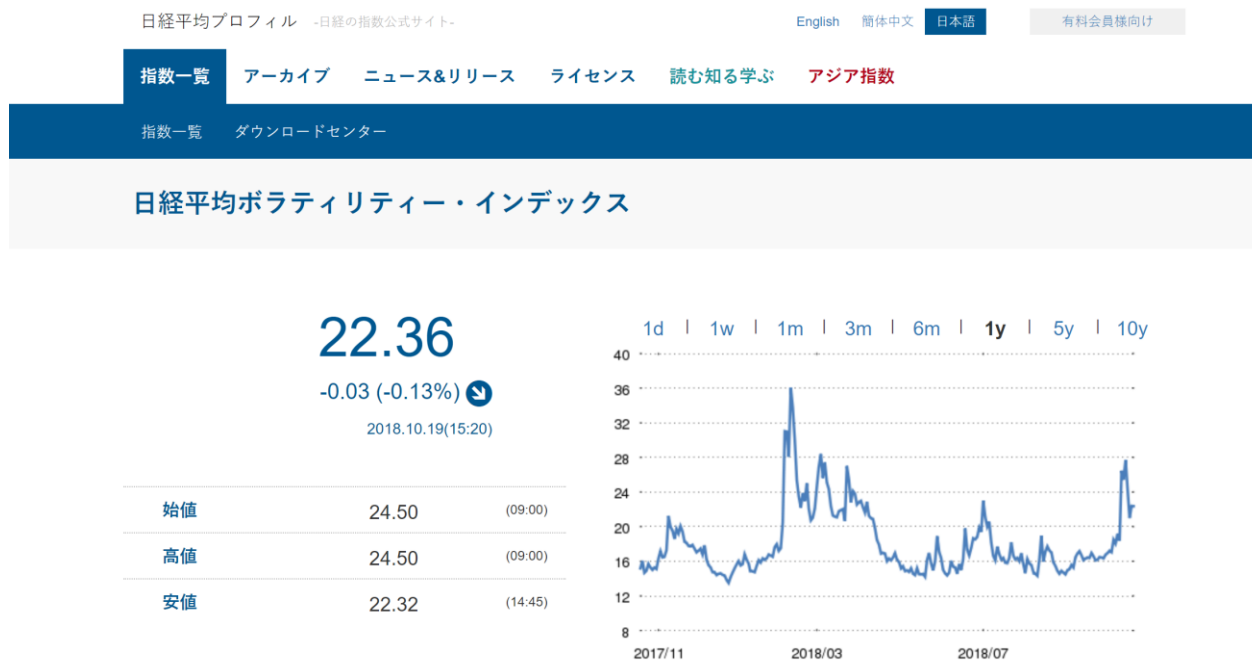 日経平均プロフィル -日経の指数公式サイト- English 簡体中文 日本語 有料会員様向け
指数一覧 アーカイブ ニュース&リリース ライセンス 読む知る学ぶ アジア指数
指数一覧 ダウンロードセンター
日経平均ボラティリティー・インデックス
22.36
-0.03 (-0.13%)
2018.10.19(15:20)
始値 24.50 (09:00)
高値 24.50 (09:00)
安値 22.32 (14:45)
1d | 1w | 1m | 3m | 6m | 1y | 5y | 10y
40
36
32
28
24
20
16
12
8
2017/11 2018/03 2018/07